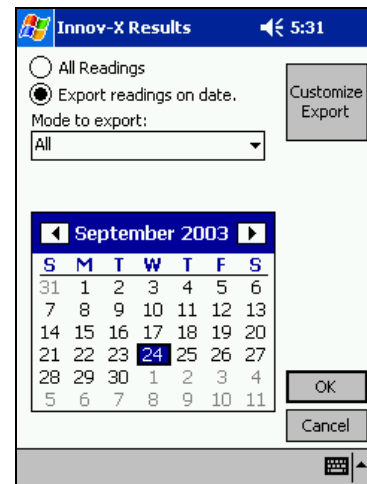 Innov-X Results 5:31
All Readings
Export readings on date.
Customize Export
Mode to export:
All
September 2003
S M T W T F S
31 1 2 3 4 5 6
7 8 9 10 11 12 13
14 15 16 17 18 19 20
21 22 23 24 25 26 27
28 29 30 1 2 3 4
5 6 7 8 9 10 11
OK
Cancel